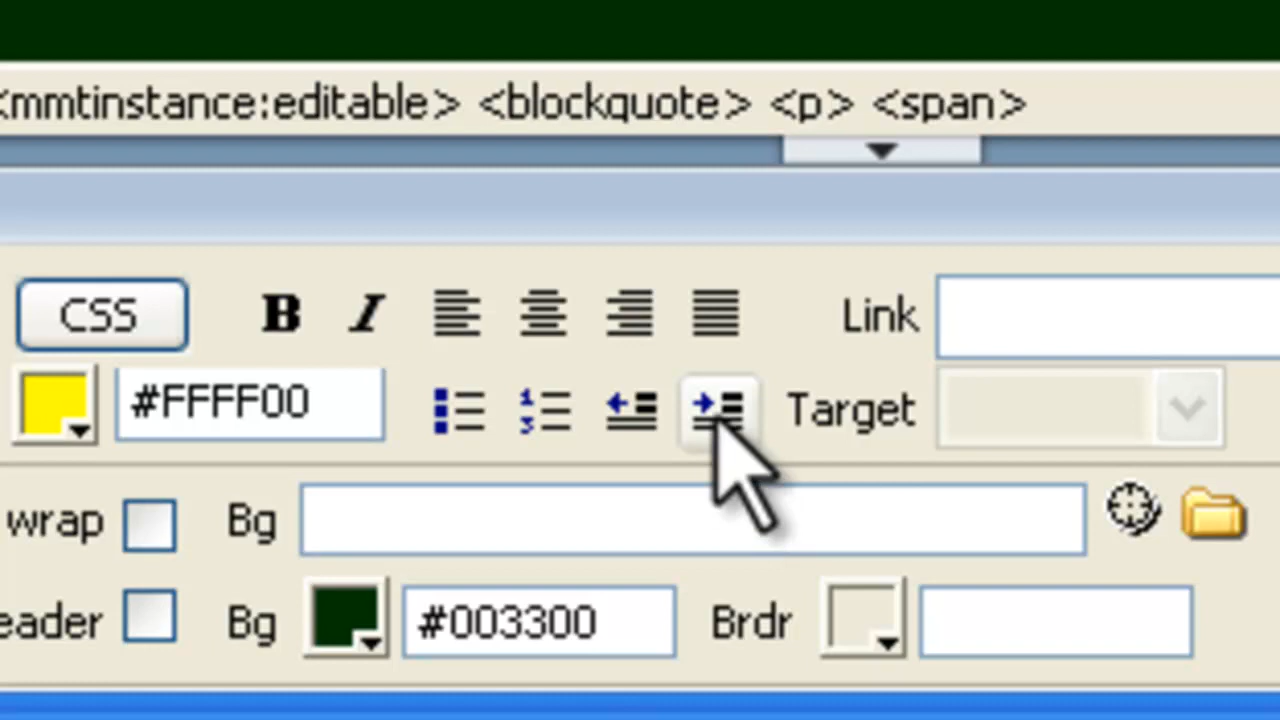 <mmtinstance:editable> <blockquote> <p> <span>
CSS B I Link
#FFFF00 Target
wrap Bg
eader Bg #003300 Brdr